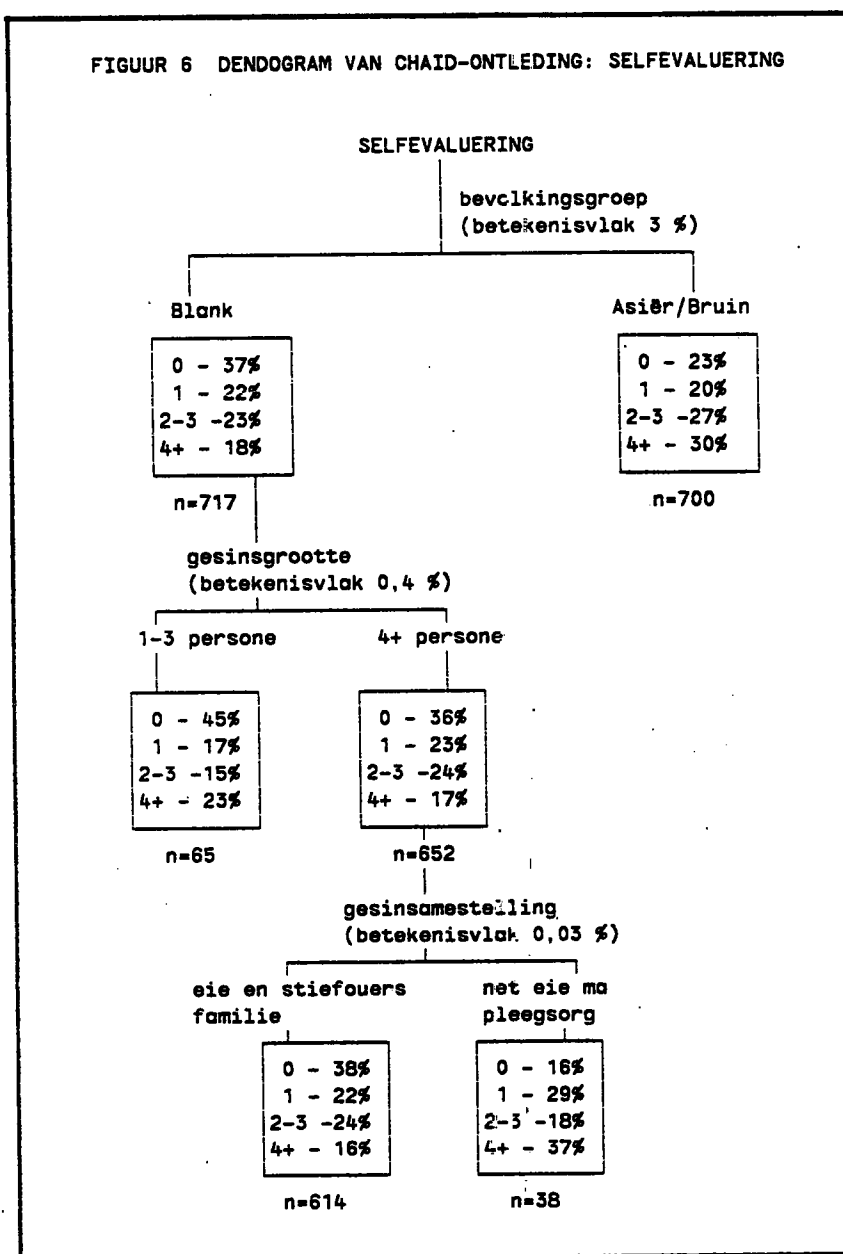 FIGUUR 6 DENDOGRAM VAN CHAID-ONTLEDING: SELFEVALUERING
SELFEVALUERING
bevolkingsgroep
(betekenisvlak 3 %)
Blank
0 - 37%
1 - 22%
2-3 -23%
4+ - 18%
n=717
Asiër/Bruin
0 - 23%
1 - 20%
2-3 -27%
4+ - 30%
n=700
gesinsgrootte
(betekenisvlak 0,4 %)
1-3 persone
0 - 45%
1 - 17%
2-3 -15%
4+ - 23%
n=65
4+ persone
0 - 36%
1 - 23%
2-3 -24%
4+ - 17%
n=652
gesinsamestelling
(betekenisvlak 0,03 %)
eie en stiefouers
familie
0 - 38%
1 - 22%
2-3 -24%
4+ - 16%
n=614
net eie ma
pleegsorg
0 - 16%
1 - 29%
2-3 -18%
4+ - 37%
n=38